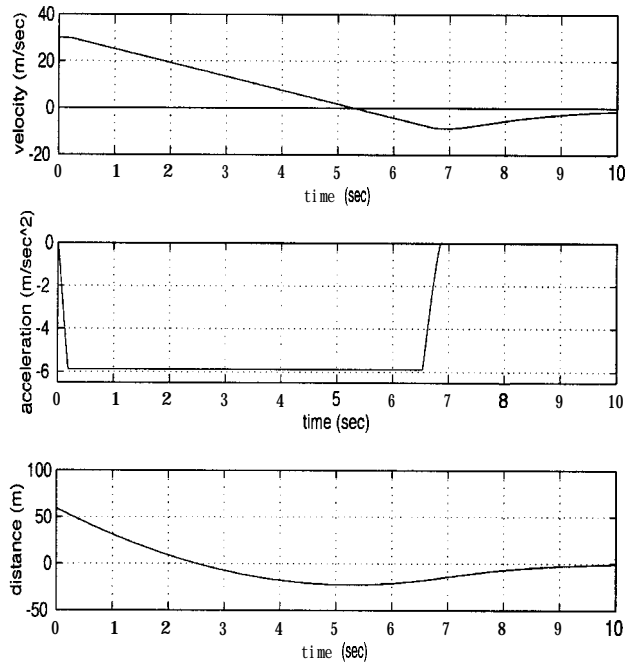 velocity (m/sec)
40
20
0
-20
0 1 2 3 4 5 6 7 8 9 10
time (sec)
acceleration (m/sec^2)
0
-2
-4
-6
0 1 2 3 4 5 6 7 8 9 10
time (sec)
distance (m)
100
50
0
-50
0 1 2 3 4 5 6 7 8 9 10
time (sec)